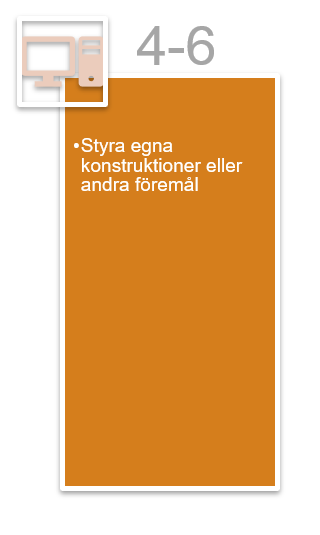 4-6
•Styra egna
konstruktioner eller
andra föremål